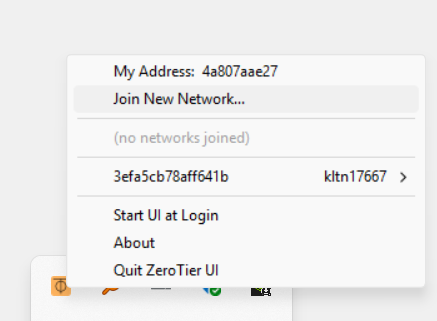 My Address: 4a807aae27
Join New Network...
(no networks joined)
3efa5cb78aff641b kltn17667
Start UI at Login
About
Quit ZeroTier UI